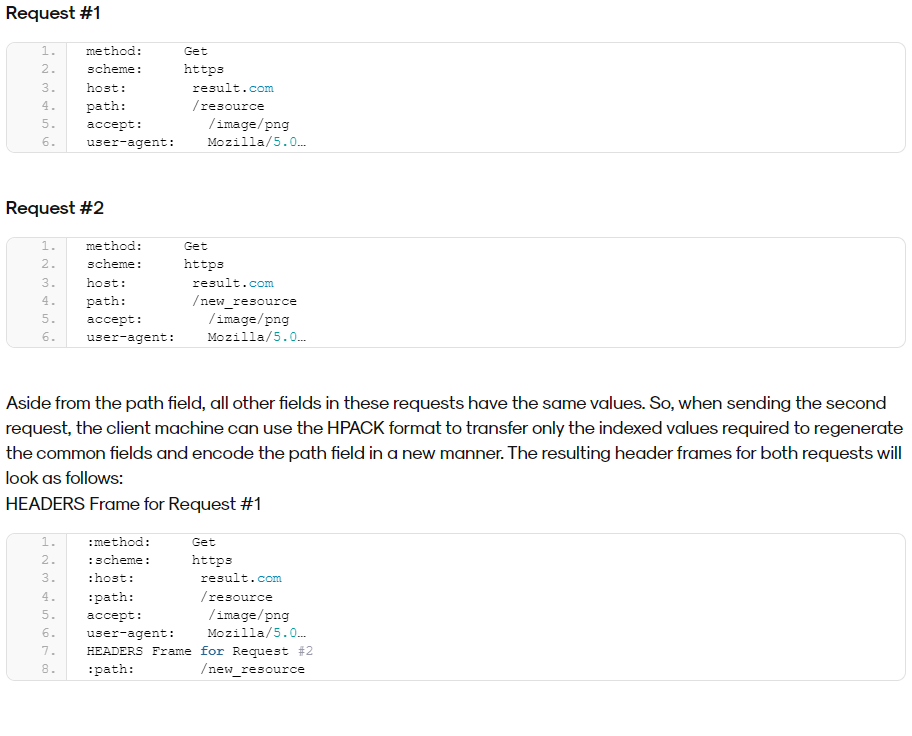 Request #1
1. method: Get
2. scheme: https
3. host: result.com
4. path: /resource
5. accept: /image/png
6. user-agent: Mozilla/5.0…
Request #2
1. method: Get
2. scheme: https
3. host: result.com
4. path: /new_resource
5. accept: /image/png
6. user-agent: Mozilla/5.0…
Aside from the path field, all other fields in these requests have the same values. So, when sending the second
request, the client machine can use the HPACK format to transfer only the indexed values required to regenerate
the common fields and encode the path field in a new manner. The resulting header frames for both requests will
look as follows:
HEADERS Frame for Request #1
1. :method: Get
2. :scheme: https
3. :host: result.com
4. :path: /resource
5. accept: /image/png
6. user-agent: Mozilla/5.0…
7. HEADERS Frame for Request #2
8. :path: /new_resource